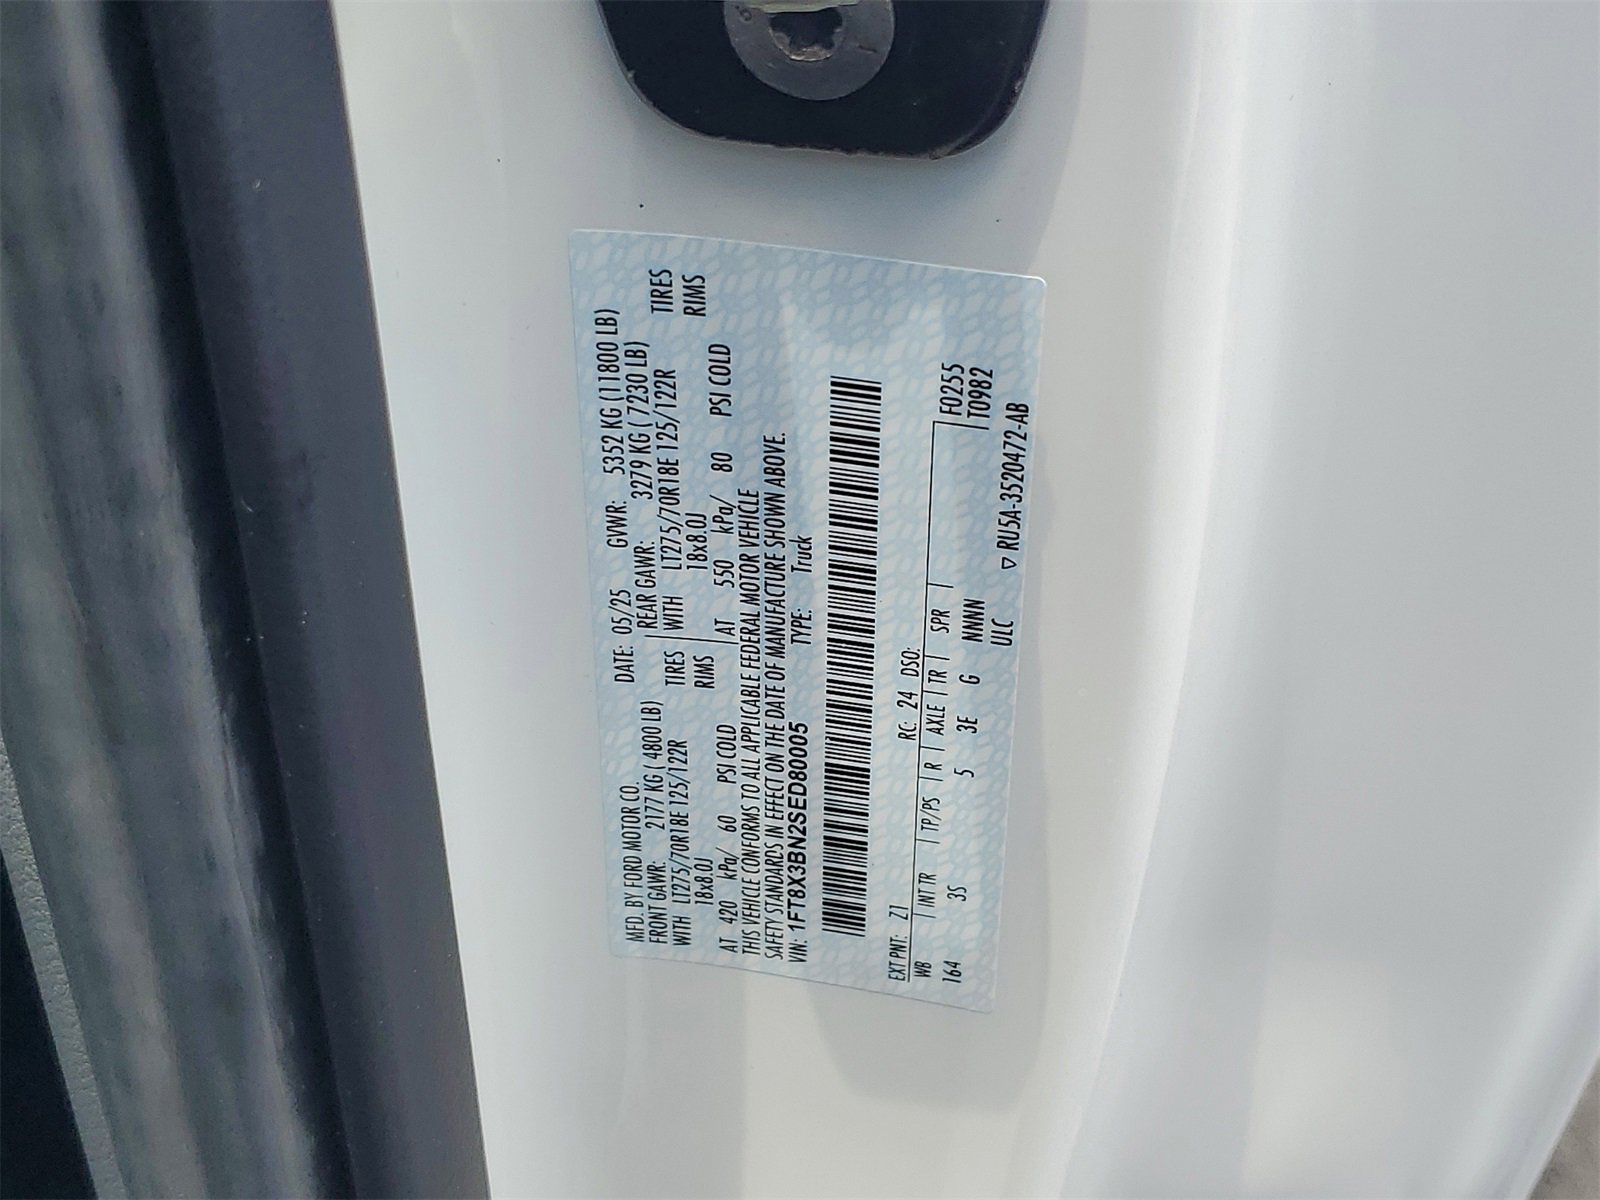 MFD. BY FORD MOTOR CO. DATE: 05/25 GVWR: 5352 KG (11800 LB)
FRONT GAWR: 2177 KG ( 4800 LB) REAR GAWR: 3279 KG ( 7230 LB)
WITH LT275/70R18E 125/122R TIRES WITH LT275/70R18E 125/122R TIRES
18x8.0J RIMS 18x8.0J RIMS
AT 420 kPa/ 60 PSI COLD AT 550 kPa/ 80 PSI COLD
THIS VEHICLE CONFORMS TO ALL APPLICABLE FEDERAL MOTOR VEHICLE
SAFETY STANDARDS IN EFFECT ON THE DATE OF MANUFACTURE SHOWN ABOVE.
VIN: 1FT8X3BN2SED80005 TYPE: Truck
EXT PNT: Z1 RC: 24 DSO: F0255
WB INT TR TP/PS R AXLE TR SPR T0982
164 3S 5 3E G NNNN
ULC ▽ RU5A-3520472-AB